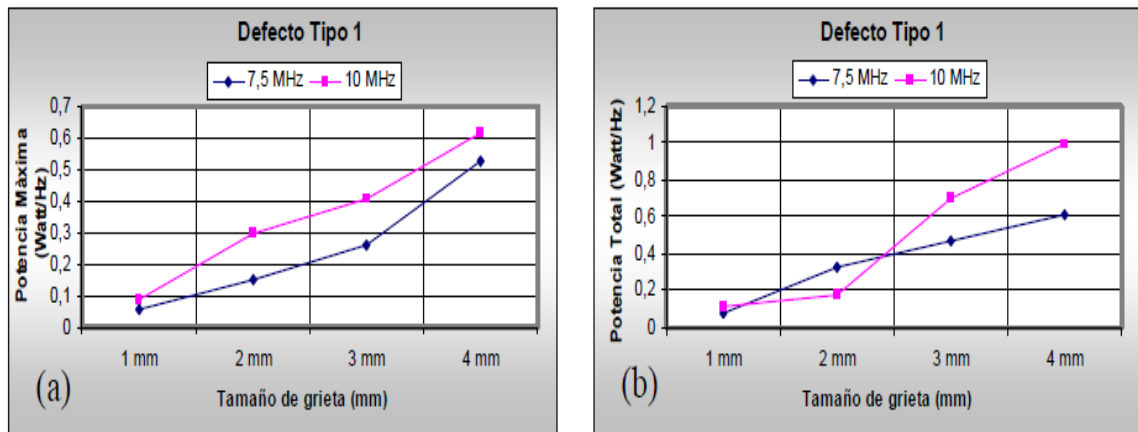 Defecto Tipo 1
7,5 MHz 10 MHz
Potencia Máxima
(Watt/Hz)
0,7
0,6
0,5
0,4
0,3
0,2
0,1
0
1 mm 2 mm 3 mm 4 mm
Tamaño de grieta (mm)
(a)
Defecto Tipo 1
7,5 MHz 10 MHz
Potencia Total (Watt/Hz)
1,2
1
0,8
0,6
0,4
0,2
0
1 mm 2 mm 3 mm 4 mm
Tamaño de grieta (mm)
(b)